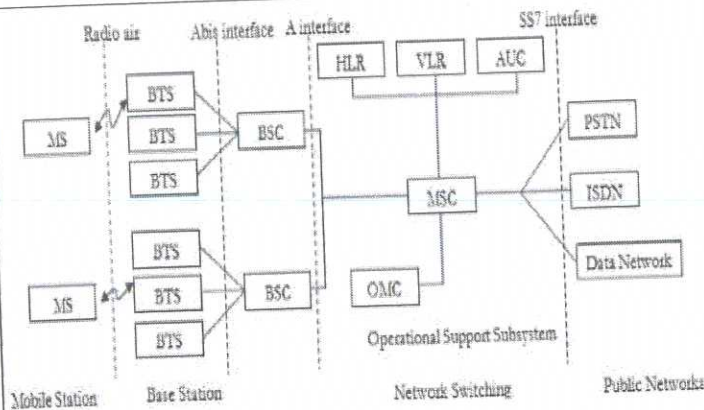 Radio air Abis interface A interface SS7 interface
HLR VLR AUC
BTS
MS BTS BSC PSTN
BTS
MSC ISDN
BTS
Data Network
MS BTS BSC OMC
BTS
Operational Support Subsystem
Mobile Station Base Station Network Switching Public Networks